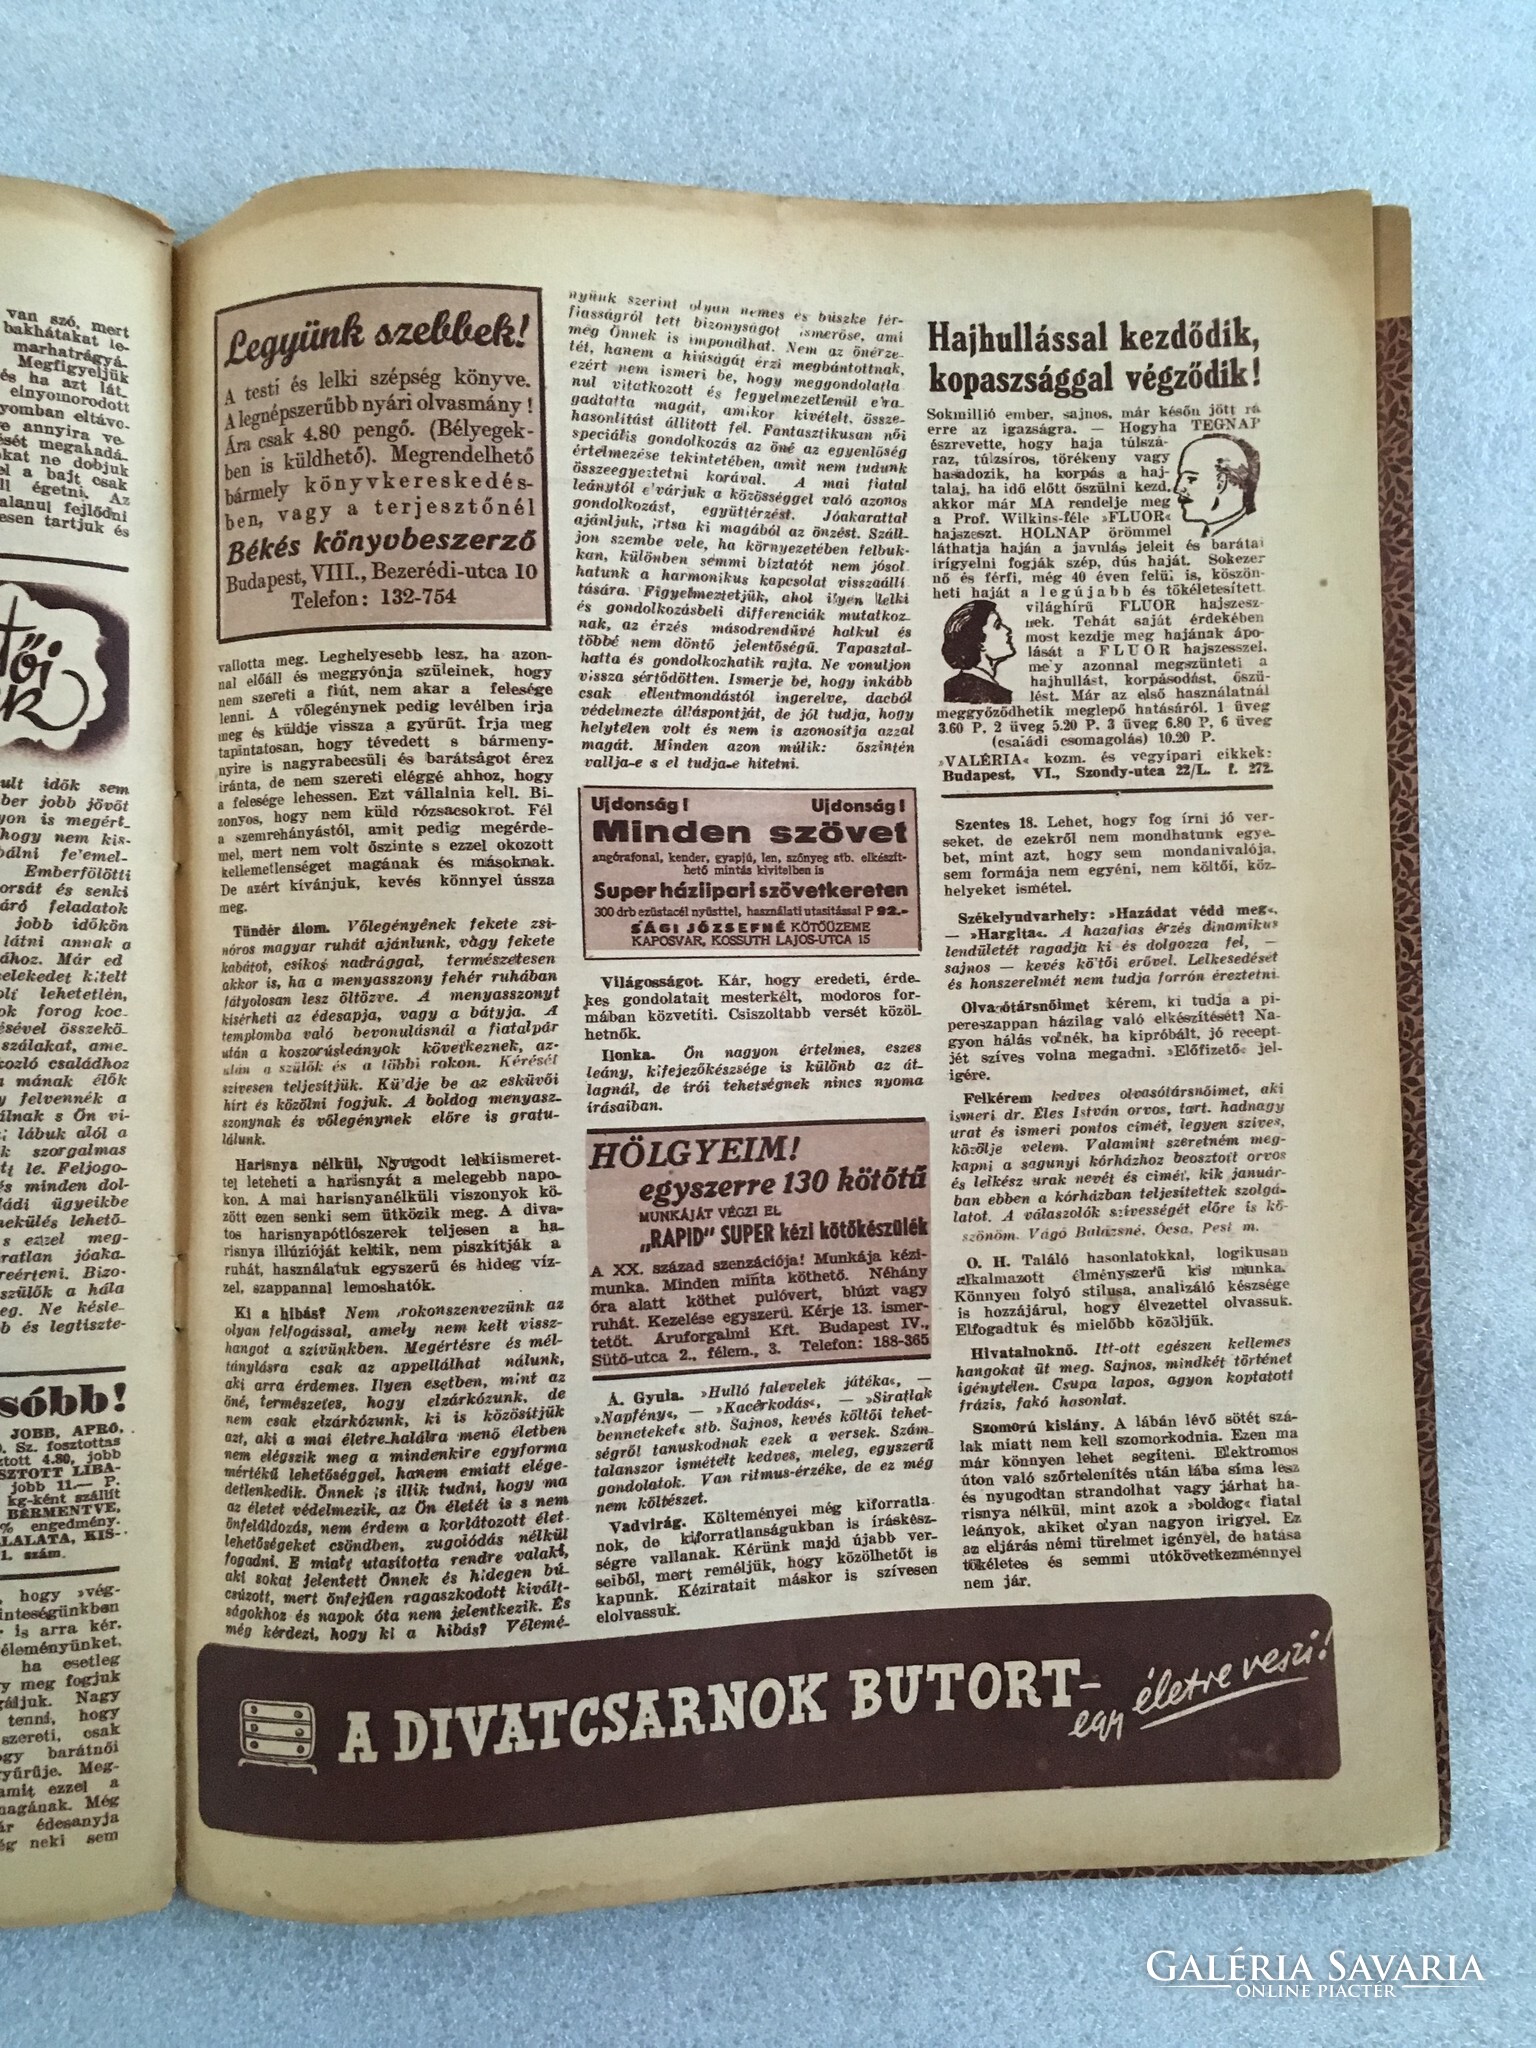 van szó, mert
bakhátakat le-
marhatrágyá-
Megfigyeljük
és ha azt lát-
elnyomorodott
Legyünk szebbek!
A testi és lelki szépség könyve.
A legnépszerűbb nyári olvasmány!
Ára csak 4.80 pengő. (Bélyegek-
ben is küldhető). Megrendelhető
bármely könyvkereskedés-
ben, vagy a terjesztőnél
Békés könyvbeszerző
Budapest, VIII., Bezerédi-utca 10
Telefon: 132-754
vallotta meg. Leghelyesebb lesz, ha azon-
nal előáll és meggyónja szüleinek, hogy
nem szereti a fiút, nem akar a felesége
lenni. A vőlegénynek pedig levélben írja
meg és küldje vissza a gyűrűt. Írja meg
tapintatosan, hogy tévedett s bármeny-
nyire is nagyrabecsüli és barátságot érez
iránta, de nem szereti eléggé ahhoz, hogy
a felesége lehessen. Ezt vállalnia kell. Bi-
zonyos, hogy nem küld rózsacsokrot. Fél
a szemrehányástól, amit pedig megérde-
mel, mert nem volt őszinte s ezzel okozott
kellemetlenséget magának és másoknak.
De azért kívánjuk, kevés könnyel ússza
meg.
Tündér álom. Vőlegényének fekete zsi-
nóros magyar ruhát ajánlunk, vagy fekete
kabátot, csíkos nadrággal, természetesen
akkor is, ha a menyasszony fehér ruhában
fátyolosan lesz öltözve. A menyasszonyt
kísérheti az édesapja, vagy a bátyja. A
templomba való bevonulásnál a fiatalpár
után a koszorúsleányok következnek, az-
után a szülők és a többi rokon. Kérését
szívesen teljesítjük. Kü'dje be az esküvői
hírt és közölni fogjuk. A boldog menyasz-
szonynak és vőlegénynek előre is gratu-
lálunk.
Harisnya nélkül. Nyugodt lelkiismeret-
tel leteheti a harisnyát a melegebb napo-
kon. A mai harisnyanélküli viszonyok kö-
zött ezen senki sem ütközik meg. A diva-
tos harisnyapótlószerek teljesen a ha-
risnya illúzióját keltik, nem piszkítják a
ruhát, használatuk egyszerű és hideg víz-
zel, szappannal lemoshatók.
Ki a hibás? Nem rokonszenvezünk az
olyan felfogással, amely nem kelt vissz-
hangot a szívünkben. Megértésre és mél-
tánylásra csak az appellálhat nálunk,
aki arra érdemes. Ilyen esetben, mint az
öné, természetes, hogy elzárkózunk, de
nem csak elzárkózunk, ki is közösítjük
azt, aki a mai életre-halálra menő életben
nem elégszik meg a mindenkire egyforma
mértékű lehetőséggel, hanem emiatt elége-
detlenkedik. Önnek is illik tudni, hogy ma
az életet védelmezik, az Ön életét is s nem
önfeláldozás, nem érdem a korlátozott élet-
lehetőségeket csöndben, zugolódás nélkül
fogadni. E miatt utasította rendre valaki,
aki sokat jelentett Önnek és hidegen bú-
csúzott, mert önfejűen ragaszkodott kivált-
ságokhoz és napok óta nem jelentkezik. És
még kérdezi, hogy ki a hibás? Vélemé-
nyünk szerint olyan nemes és büszke fér-
fiasságról tett bizonyságot ismerőse, ami
még Önnek is imponálhat. Nem az önérze-
tét, hanem a hiúságát érzi megbántottnak,
ezért nem ismeri be, hogy meggondolatla-
nul vitatkozott és fegyelmezetlenül e'ra-
gadtatta magát, amikor kivételt, össze-
hasonlítást állított fel. Fantasztikusan női
speciális gondolkozás az öné az egyenlőség
értelmezése tekintetében, amit nem tudunk
összeegyeztetni korával. A mai fiatal
leánytól e'várjuk a közösséggel való azonos
gondolkozást, együttérzést. Jóakarattal
ajánljuk, irtsa ki magából az önzést. Száll-
jon szembe vele, ha környezetében felbuk-
kan, különben semmi biztatót nem jósol
hatunk a harmonikus kapcsolat visszaállí
tására. Figyelmeztetjük, ahol ilyen lelki
és gondolkozásbeli differenciák mutatkoz-
nak, az érzés másodrendűvé halkul és
többé nem döntő jelentőségű. Tapasztal-
hatta és gondolkozhatik rajta. Ne vonuljon
vissza sértődötten. Ismerje be, hogy inkább
csak ellentmondástól ingerelve, dacból
védelmezte álláspontját, de jól tudja, hogy
helytelen volt és nem is azonosítja azzal
magát. Minden azon múlik: őszintén
vallja-e s el tudja-e hitetni.
Ujdonság! Ujdonság!
Minden szövet
angórafonal, kender, gyapjú, len, szőnyeg stb. elkészít-
hető mintás kivitelben is
Super háziipari szövetkereten
300 drb ezüstacél nyüsttel, használati utasítással P 92.-
SÁGI JÓZSEFNÉ KÖTŐÜZEME
KAPOSVÁR, KOSSUTH LAJOS-UTCA 15
Világosságot. Kár, hogy eredeti, érde-
kes gondolatait mesterkélt, modoros for-
mában közvetíti. Csiszoltabb versét közöl-
hetnők.
Ilonka. Ön nagyon értelmes, eszes
leány, kifejezőkészsége is különb az át-
lagnál, de írói tehetségnek nincs nyoma
írásaiban.
HÖLGYEIM!
egyszerre 130 kötőtű
MUNKÁJÁT VÉGZI EL
„RAPID” SUPER kézi kötőkészülék
A XX. század szenzációja! Munkája kézi-
munka. Minden minta köthető. Néhány
óra alatt köthet pulóvert, blúzt vagy
ruhát. Kezelése egyszerű. Kérje 13. ismer-
tetőt. Áruforgalmi Kft. Budapest IV.,
Sütő-utca 2., félem., 3. Telefon: 188-365
A. Gyula. »Hulló falevelek játéka«, —
»Napfény«, — »Kacérkodás«, — »Siratlak
benneteket« stb. Sajnos, kevés költői tehet-
ségről tanuskodnak ezek a versek. Szám-
talanszor ismételt kedves, meleg, egyszerű
gondolatok. Van ritmus-érzéke, de ez még
nem költészet.
Vadvirág. Költeményei még kiforratla-
nok, de kiforratlanságukban is íráskész-
ségre vallanak. Kérünk majd újabb ver-
seiből, mert reméljük, hogy közölhetőt is
kapunk. Kéziratait máskor is szívesen
elolvassuk.
Hajhullással kezdődik,
kopaszsággal végződik!
Sokmillió ember, sajnos, már későn jött rá
erre az igazságra. — Hogyha TEGNAP
észrevette, hogy haja túlszá-
raz, túlzsíros, törékeny vagy
hasadozik, ha korpás a haj-
talaj, ha idő előtt őszülni kezd,
akkor már MA rendelje meg
a Prof. Wilkins-féle »FLUOR«
hajszeszt. HOLNAP örömmel
láthatja haján a javulás jeleit és barátai
irígyelni fogják szép, dús haját. Sokezer
nő és férfi, még 40 éven felül is, köszön-
heti haját a legújabb és tökéletesített
világhírű FLUOR hajszesz-
nek. Tehát saját érdekében
most kezdje meg hajának ápo-
lását a FLUOR hajszesszel,
me'y azonnal megszünteti a
hajhullást, korpásodást, őszü-
lést. Már az első használatnál
meggyőződhetik meglepő hatásáról. 1 üveg
3.60 P, 2 üveg 5.20 P. 3 üveg 6.80 P, 6 üveg
(családi csomagolás) 10.20 P.
»VALÉRIA« kozm. és vegyipari cikkek:
Budapest, VI., Szondy-utca 22/L. f. 272.
Szentes 18. Lehet, hogy fog írni jó ver-
seket, de ezekről nem mondhatunk egye-
bet, mint azt, hogy sem mondanivalója,
sem formája nem egyéni, nem költői, köz-
helyeket ismétel.
Székelyudvarhely: »Hazádat védd meg«,
— »Hargita«. A hazafias érzés dinamikus
lendületét ragadja ki és dolgozza fel, —
sajnos — kevés kö'tői erővel. Lelkesedését
és honszerelmét nem tudja forrón éreztetni.
Olvasótársnőimet kérem, ki tudja a pi-
pereszappan házilag való elkészítését? Na-
gyon hálás volnék, ha kipróbált, jó recept-
jét szíves volna megadni. »Előfizető« jel-
igére.
Felkérem kedves olvasótársnőimet, aki
ismeri dr. Éles István orvos, tart. hadnagy
urat és ismeri pontos címét, legyen szíves,
közölje velem. Valamint szeretném meg-
kapni a sagunyi kórházhoz beosztott orvos
és lelkész urak nevét és címét, kik január-
ban ebben a kórházban teljesítettek szolgá-
latot. A válaszolók szívességét előre is kö-
szönöm. Vágó Balázsné, Ócsa, Pest m.
O. H. Találó hasonlatokkal, logikusan
alkalmazott élményszerű kis munka.
Könnyen folyó stílusa, analizáló készsége
is hozzájárul, hogy élvezettel olvassuk.
Elfogadtuk és mielőbb közöljük.
Hivatalnoknő. Itt-ott egészen kellemes
hangokat üt meg. Sajnos, mindkét történet
igénytelen. Csupa lapos, agyon koptatott
frázis, fakó hasonlat.
Szomorú kislány. A lábán lévő sötét szá-
lak miatt nem kell szomorkodnia. Ezen ma
már könnyen lehet segíteni. Elektromos
úton való szőrtelenítés után lába síma lesz
és nyugodtan strandolhat vagy járhat ha-
risnya nélkül, mint azok a »boldog« fiatal
leányok, akiket olyan nagyon irigyel. Ez
az eljárás némi türelmet igényel, de hatása
tökéletes és semmi utókövetkezménnyel
nem jár.
A DIVATCSARNOK BUTORT-
egy életre veszi!
GALÉRIA SAVARIA
ONLINE PIACTÉR